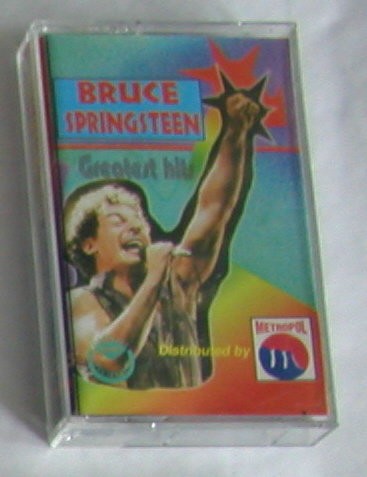 BRUCE
SPRINGSTEEN
Greatest hits
Distributed by
METROPOL